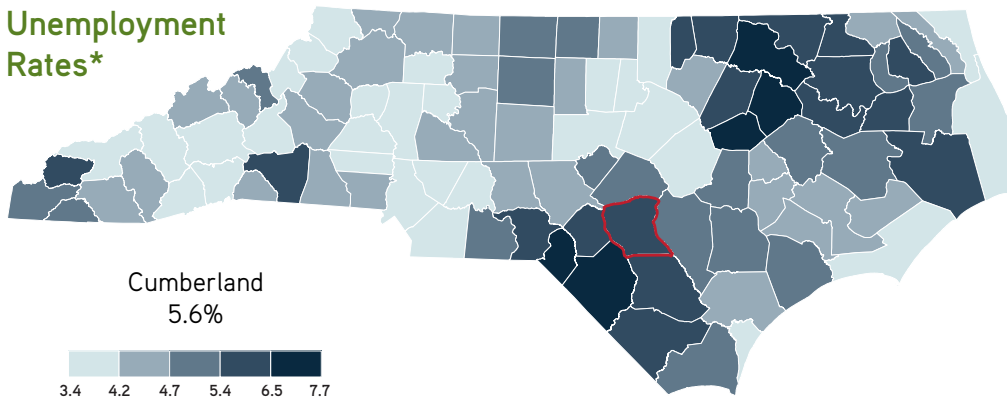 Unemployment
Rates*
Cumberland
5.6%
3.4 4.2 4.7 5.4 6.5 7.7